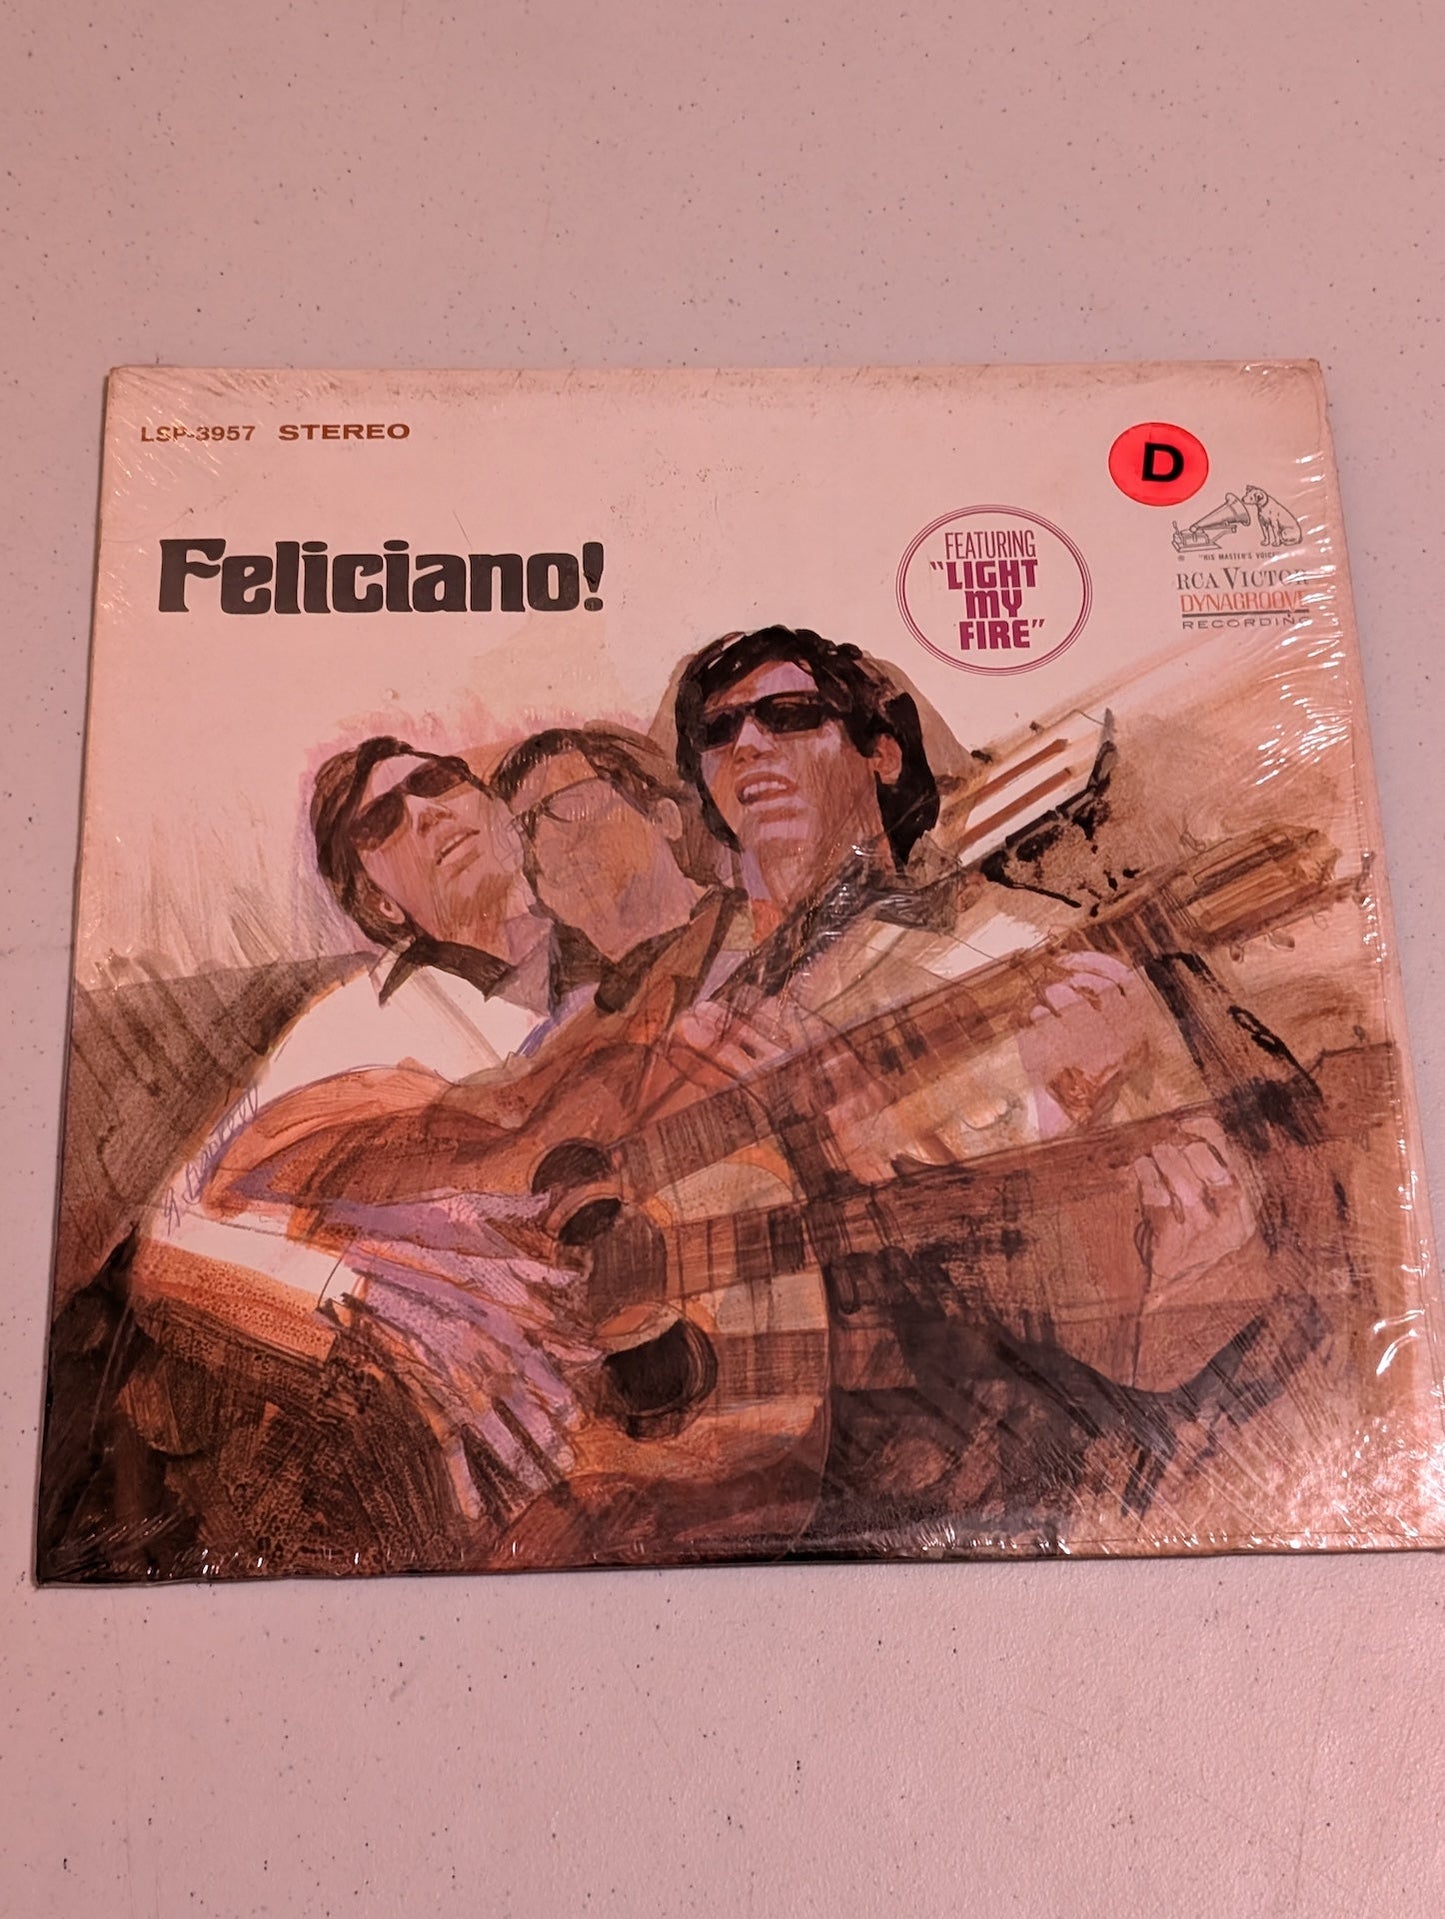 LSP-3957 STEREO
D
Feliciano!
FEATURING
"LIGHT
MY
FIRE"
"HIS MASTER'S VOICE
RCA VICTOR
DYNAGROOVE
RECORDING